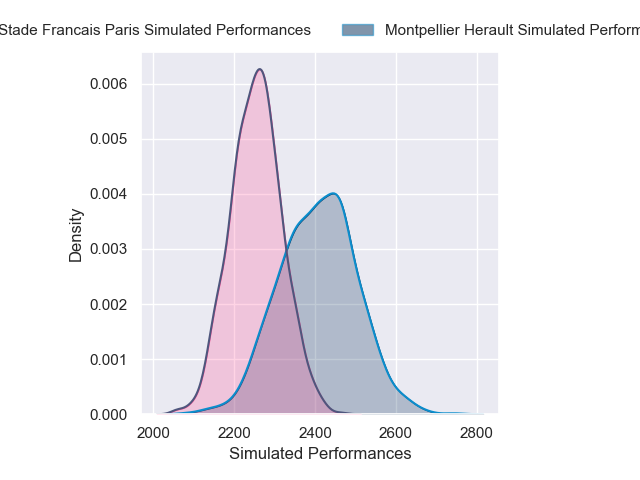 Stade Francais Paris Simulated Performances
Montpellier Herault Simulated Perform
0.006
0.005
0.004
0.003
0.002
0.001
0.000
Density
2000 2200 2400 2600 2800
Simulated Performances